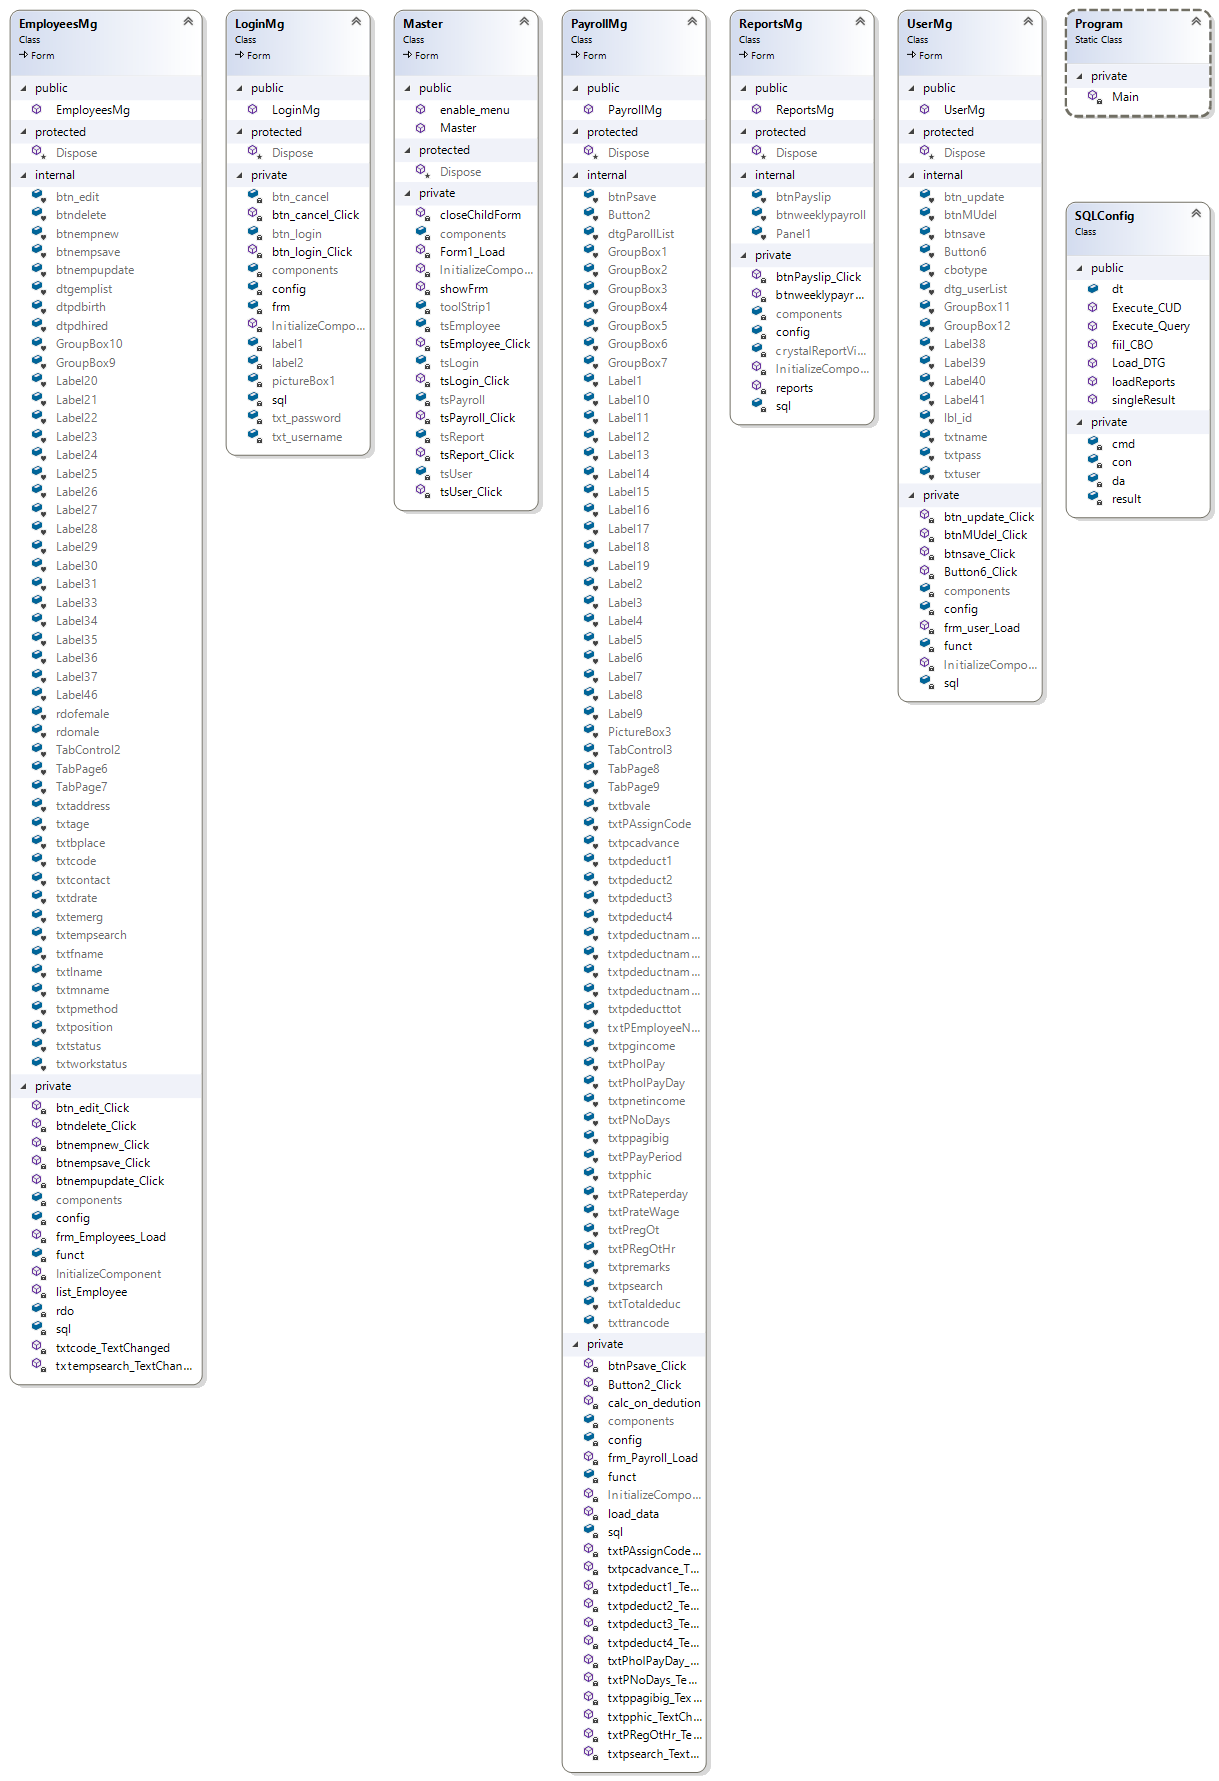 EmployeesMg
Class
Form
public
EmployeesMg
protected
Dispose
internal
btn_edit
btndelete
btnempnew
btnempsave
btnempupdate
dtgemplist
dtpdbirth
dtpdhired
GroupBox10
GroupBox9
Label20
Label21
Label22
Label23
Label24
Label25
Label26
Label27
Label28
Label29
Label30
Label31
Label33
Label34
Label35
Label36
Label37
Label46
rdofemale
rdomale
TabControl2
TabPage6
TabPage7
txtaddress
txtage
txtbplace
txtcode
txtcontact
txtdrate
txtemerg
txtempsearch
txtfname
txtlname
txtmname
txtpmethod
txtposition
txtstatus
txtworkstatus
private
btn_edit_Click
btndelete_Click
btnempnew_Click
btnempsave_Click
btnempupdate_Click
components
config
frm_Employees_Load
funct
InitializeComponent
list_Employee
rdo
sql
txtcode_TextChanged
txtempsearch_TextChan...
LoginMg
Class
Form
public
LoginMg
protected
Dispose
private
btn_cancel
btn_cancel_Click
btn_login
btn_login_Click
components
config
frm
InitializeCompo...
label1
label2
pictureBox1
sql
txt_password
txt_username
Master
Class
Form
public
enable_menu
Master
protected
Dispose
private
closeChildForm
components
Form1_Load
InitializeCompo...
showFrm
toolStrip1
tsEmployee
tsEmployee_Click
tsLogin
tsLogin_Click
tsPayroll
tsPayroll_Click
tsReport
tsReport_Click
tsUser
tsUser_Click
PayrollMg
Class
Form
public
PayrollMg
protected
Dispose
internal
btnPsave
Button2
dtgParollList
GroupBox1
GroupBox2
GroupBox3
GroupBox4
GroupBox5
GroupBox6
GroupBox7
Label1
Label10
Label11
Label12
Label13
Label14
Label15
Label16
Label17
Label18
Label19
Label2
Label3
Label4
Label5
Label6
Label7
Label8
Label9
PictureBox3
TabControl3
TabPage8
TabPage9
txtbvale
txtPAssignCode
txtpcadvance
txtpdeduct1
txtpdeduct2
txtpdeduct3
txtpdeduct4
txtpdeductnam...
txtpdeductnam...
txtpdeductnam...
txtpdeductnam...
txtpdeducttot
txtPEmployeeN...
txtpgincome
txtPholPay
txtPholPayDay
txtpnetincome
txtPNoDays
txtppagibig
txtPPayPeriod
txtpphic
txtPRateperday
txtPrateWage
txtPregOt
txtPRegOtHr
txtpremarks
txtpsearch
txtTotaldeduc
txttrancode
private
btnPsave_Click
Button2_Click
calc_on_dedution
components
config
frm_Payroll_Load
funct
InitializeCompo...
load_data
sql
txtPAssignCode...
txtpcadvance_T...
txtpdeduct1_Te...
txtpdeduct2_Te...
txtpdeduct3_Te...
txtpdeduct4_Te...
txtPholPayDay_...
txtPNoDays_Te...
txtppagibig_Tex...
txtpphic_TextCh...
txtPRegOtHr_Te...
txtpsearch_Text...
ReportsMg
Class
Form
public
ReportsMg
protected
Dispose
internal
btnPayslip
btnweeklypayroll
Panel1
private
btnPayslip_Click
btnweeklypayr...
components
config
crystalReportVi...
InitializeCompo...
reports
sql
UserMg
Class
Form
public
UserMg
protected
Dispose
internal
btn_update
btnMUdel
btnsave
Button6
cbotype
dtg_userList
GroupBox11
GroupBox12
Label38
Label39
Label40
Label41
lbl_id
txtname
txtpass
txtuser
private
btn_update_Click
btnMUdel_Click
btnsave_Click
Button6_Click
components
config
frm_user_Load
funct
InitializeCompo...
sql
Program
Static Class
private
Main
SQLConfig
Class
public
dt
Execute_CUD
Execute_Query
fiil_CBO
Load_DTG
loadReports
singleResult
private
cmd
con
da
result